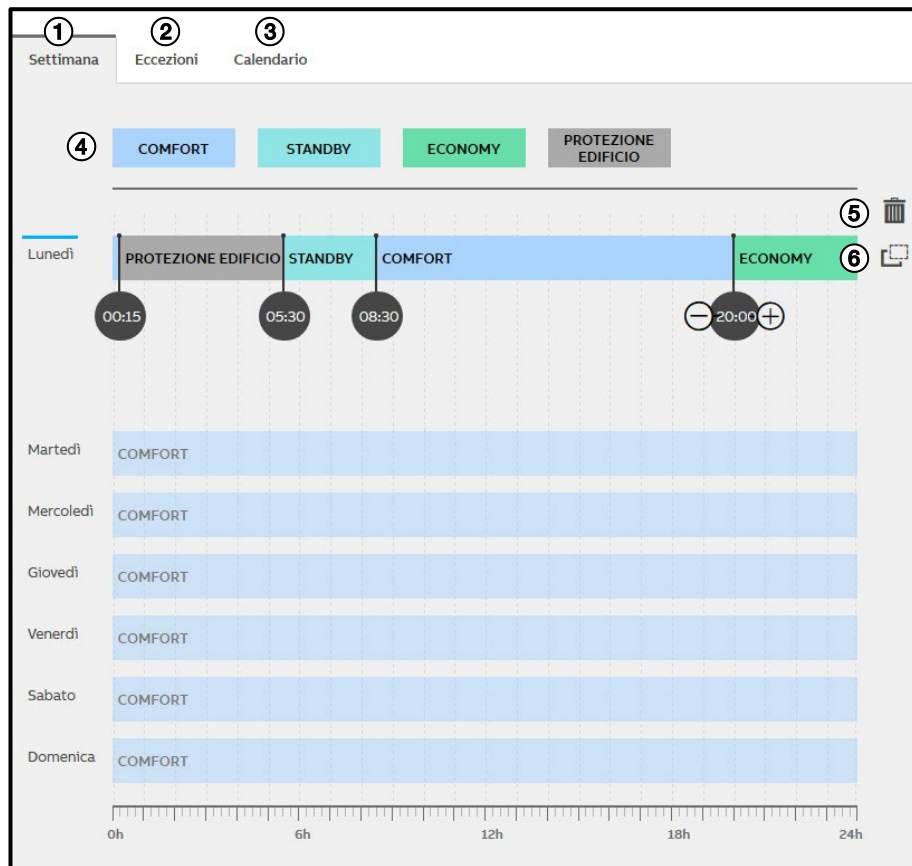 ① ② ③
Settimana Eccezioni Calendario
④ COMFORT STANDBY ECONOMY PROTEZIONE
EDIFICIO
⑤
Lunedì PROTEZIONE EDIFICIO STANDBY COMFORT ECONOMY ⑥
00:15 05:30 08:30 20:00
Martedì COMFORT
Mercoledì COMFORT
Giovedì COMFORT
Venerdì COMFORT
Sabato COMFORT
Domenica COMFORT
0h 6h 12h 18h 24h